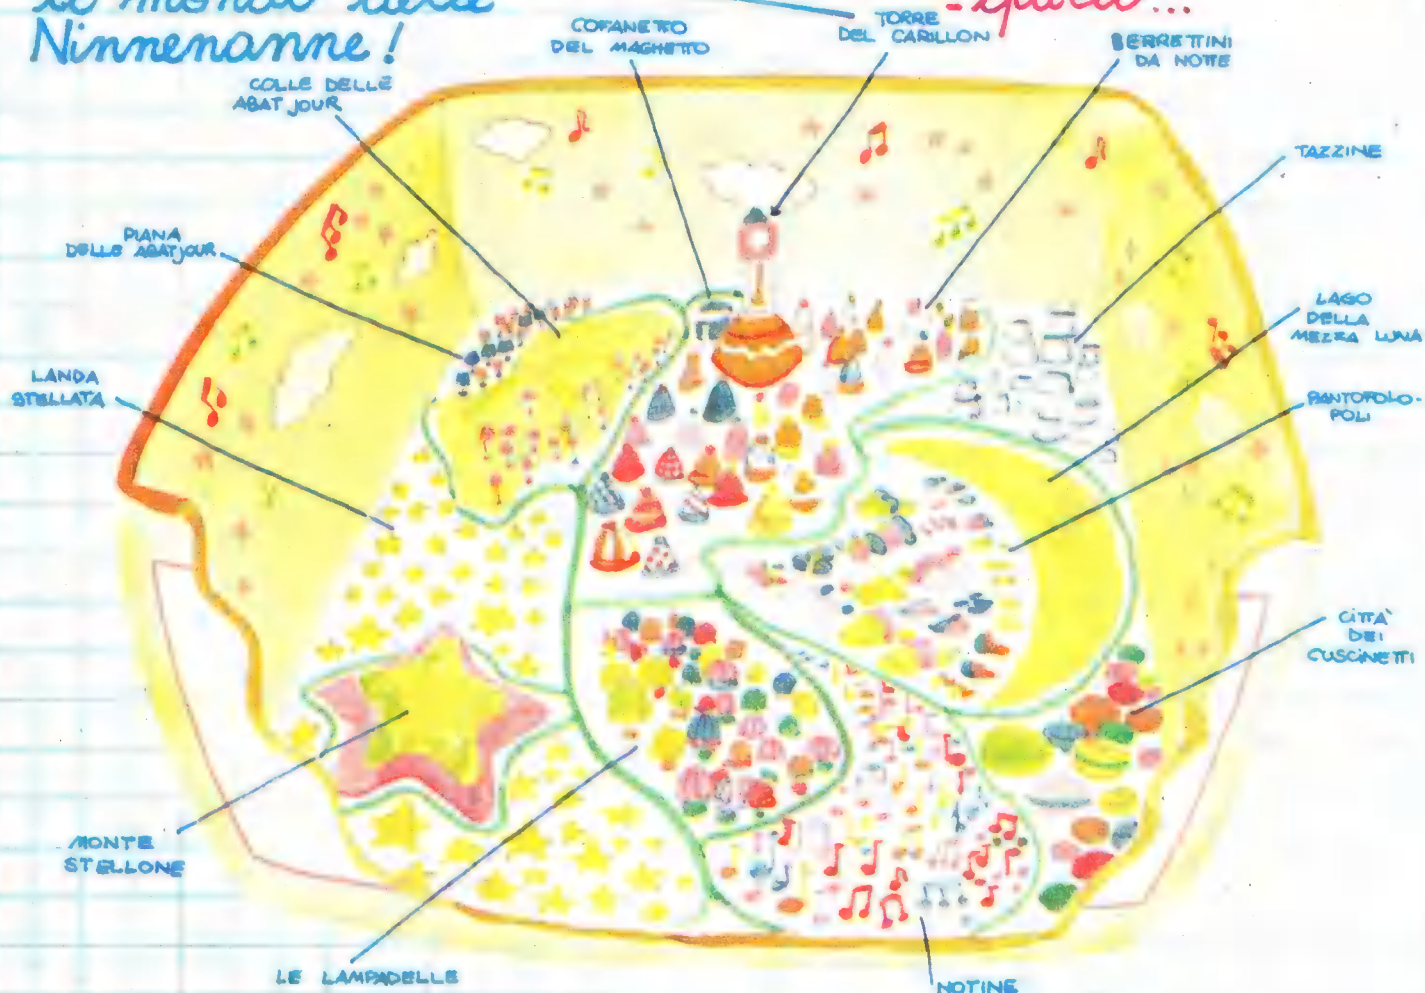 Ninnenanne!
COFANETTO
DEL MAGHETTO
TORRE
DEL CARILLON
BERRETTINI
DA NOTTE
COLLE DELLE
ABAT JOUR
TAZZINE
PIANA
DELLE ABATJOUR
LAGO
DELLA
MEZZA LUNA
LANDA
STELLATA
PANTOFOLO-
POLI
CITTÀ
DEI
CUSCINETTI
MONTE
STELLONE
LE LAMPADELLE
NOTINE